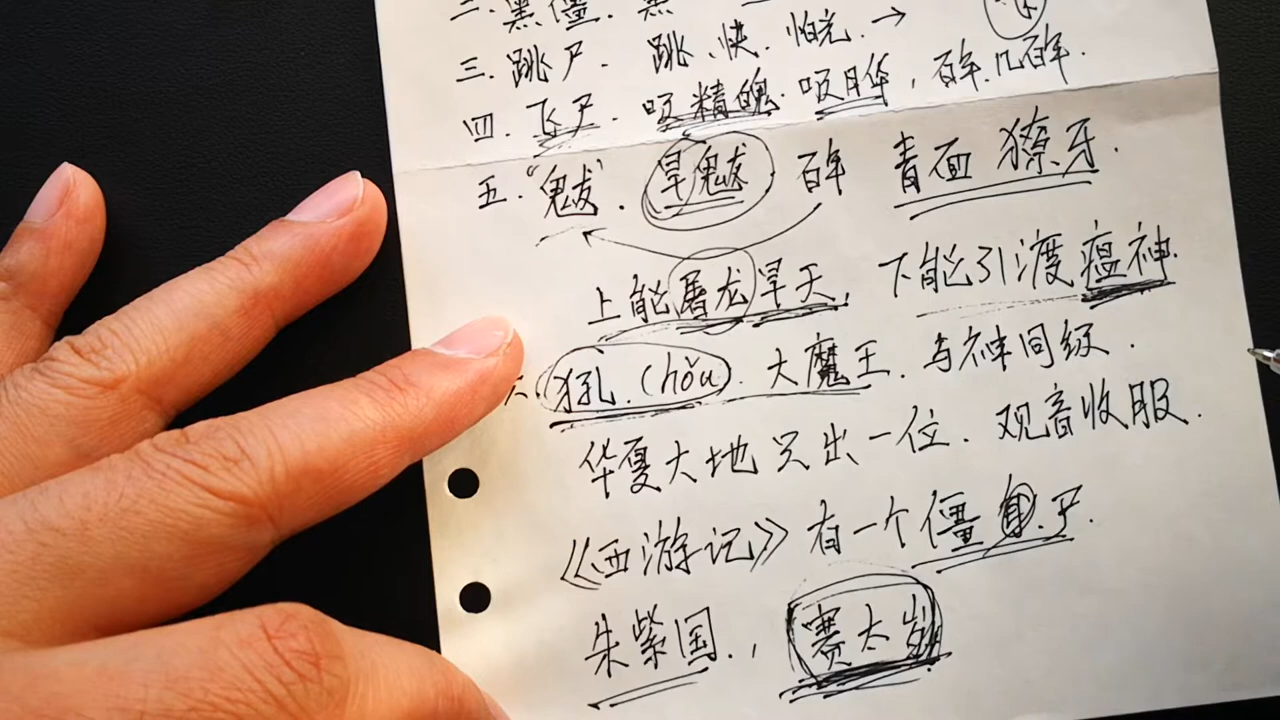 二.黑僵.黑
三.跳尸.跳、快.怕光.→
四.飞尸.吸精魄.吸月华,百年.几百年.
五."魃".旱魃 百年 青面獠牙.
上能屠龙旱天,下能引渡瘟神.
犼.(hǒu).大魔王.与神同级.
华夏大地只出一位.观音收服.
《西游记》有一个僵尸.
朱紫国.,赛太岁